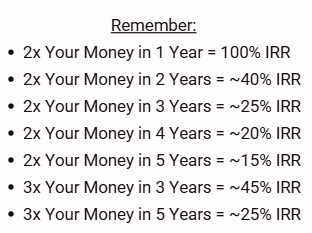 Remember:
• 2x Your Money in 1 Year = 100% IRR
• 2x Your Money in 2 Years = ~40% IRR
• 2x Your Money in 3 Years = ~25% IRR
• 2x Your Money in 4 Years = ~20% IRR
• 2x Your Money in 5 Years = ~15% IRR
• 3x Your Money in 3 Years = ~45% IRR
• 3x Your Money in 5 Years = ~25% IRR